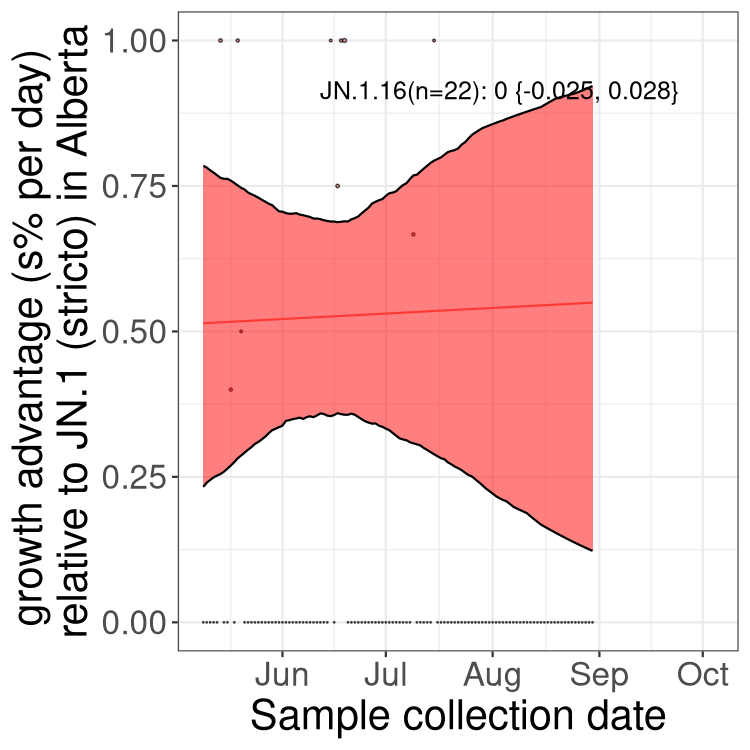 growth advantage (s% per day)
relative to JN.1 (stricto) in Alberta
1.00
0.75
0.50
0.25
0.00
JN.1.16(n=22): 0 {-0.025, 0.028}
Jun Jul Aug Sep Oct
Sample collection date